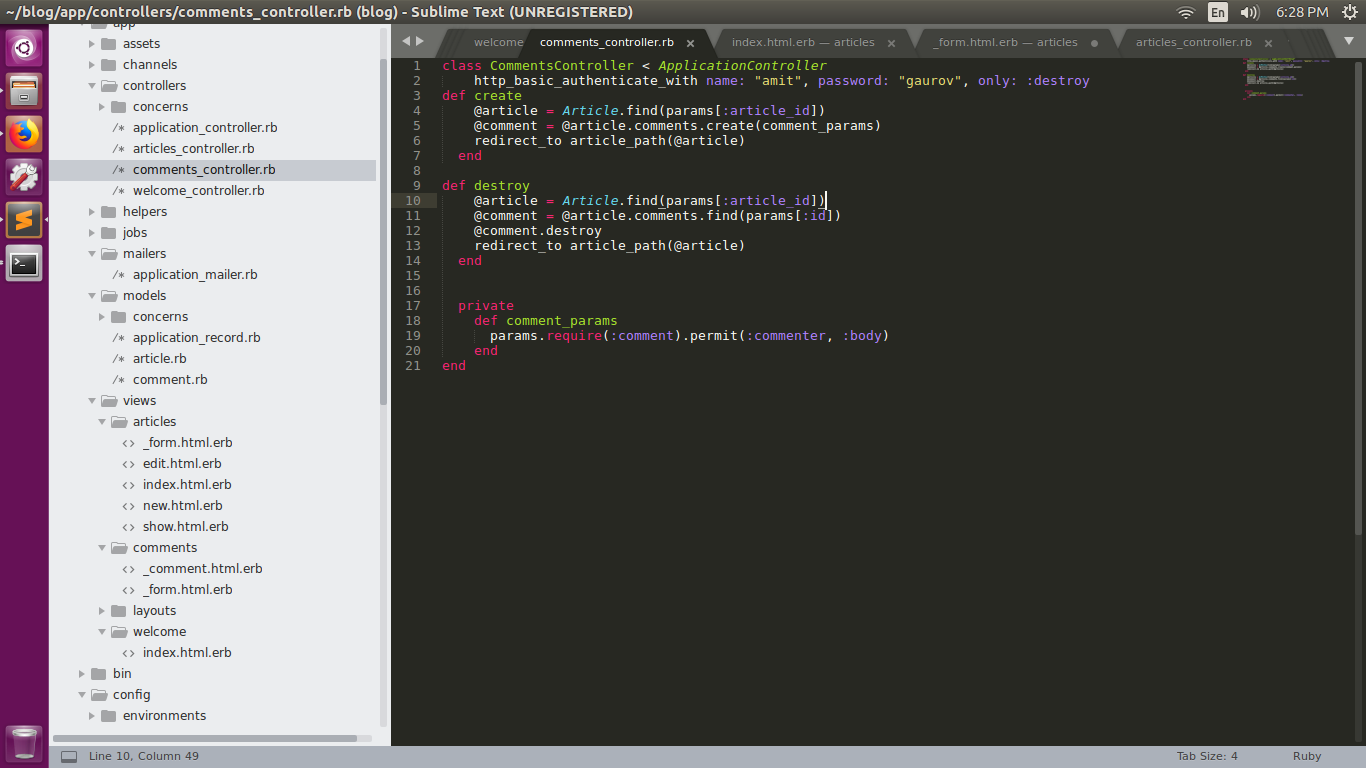 ~/blog/app/controllers/comments_controller.rb (blog) - Sublime Text (UNREGISTERED)
En
6:28 PM
app
assets
channels
controllers
concerns
/* application_controller.rb
/* articles_controller.rb
/* comments_controller.rb
/* welcome_controller.rb
helpers
jobs
mailers
/* application_mailer.rb
models
concerns
/* application_record.rb
/* article.rb
/* comment.rb
views
articles
<> _form.html.erb
<> edit.html.erb
<> index.html.erb
<> new.html.erb
<> show.html.erb
comments
<> _comment.html.erb
<> _form.html.erb
layouts
welcome
<> index.html.erb
bin
config
environments
welcome
comments_controller.rb ×
index.html.erb — articles ×
_form.html.erb — articles
articles_controller.rb ×
1 class CommentsController < ApplicationController
2     http_basic_authenticate_with name: "amit", password: "gaurov", only: :destroy
3 def create
4     @article = Article.find(params[:article_id])
5     @comment = @article.comments.create(comment_params)
6     redirect_to article_path(@article)
7   end
8
9 def destroy
10     @article = Article.find(params[:article_id])
11     @comment = @article.comments.find(params[:id])
12     @comment.destroy
13     redirect_to article_path(@article)
14   end
15
16
17   private
18     def comment_params
19       params.require(:comment).permit(:commenter, :body)
20     end
21 end
Line 10, Column 49
Tab Size: 4
Ruby